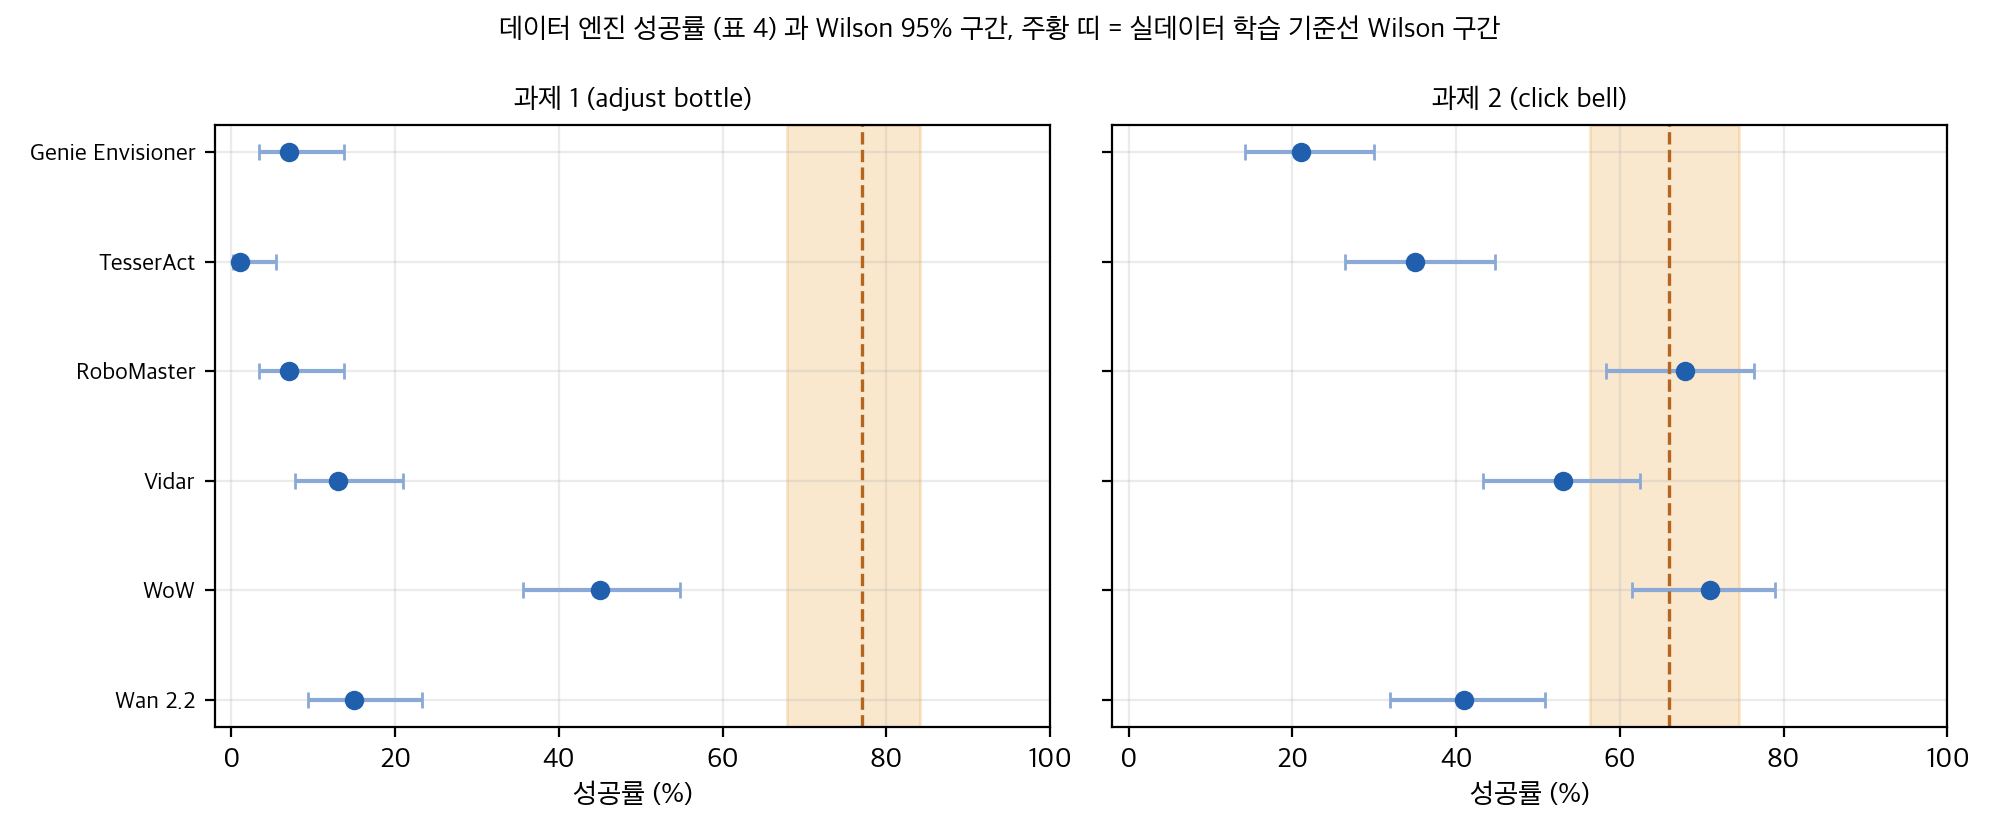 데이터 엔진 성공률 (표 4) 과 Wilson 95% 구간, 주황 띠 = 실데이터 학습 기준선 Wilson 구간
과제 1 (adjust bottle)
Genie Envisioner
TesserAct
RoboMaster
Vidar
WoW
Wan 2.2
0 20 40 60 80 100
성공률 (%)
과제 2 (click bell)
0 20 40 60 80 100
성공률 (%)